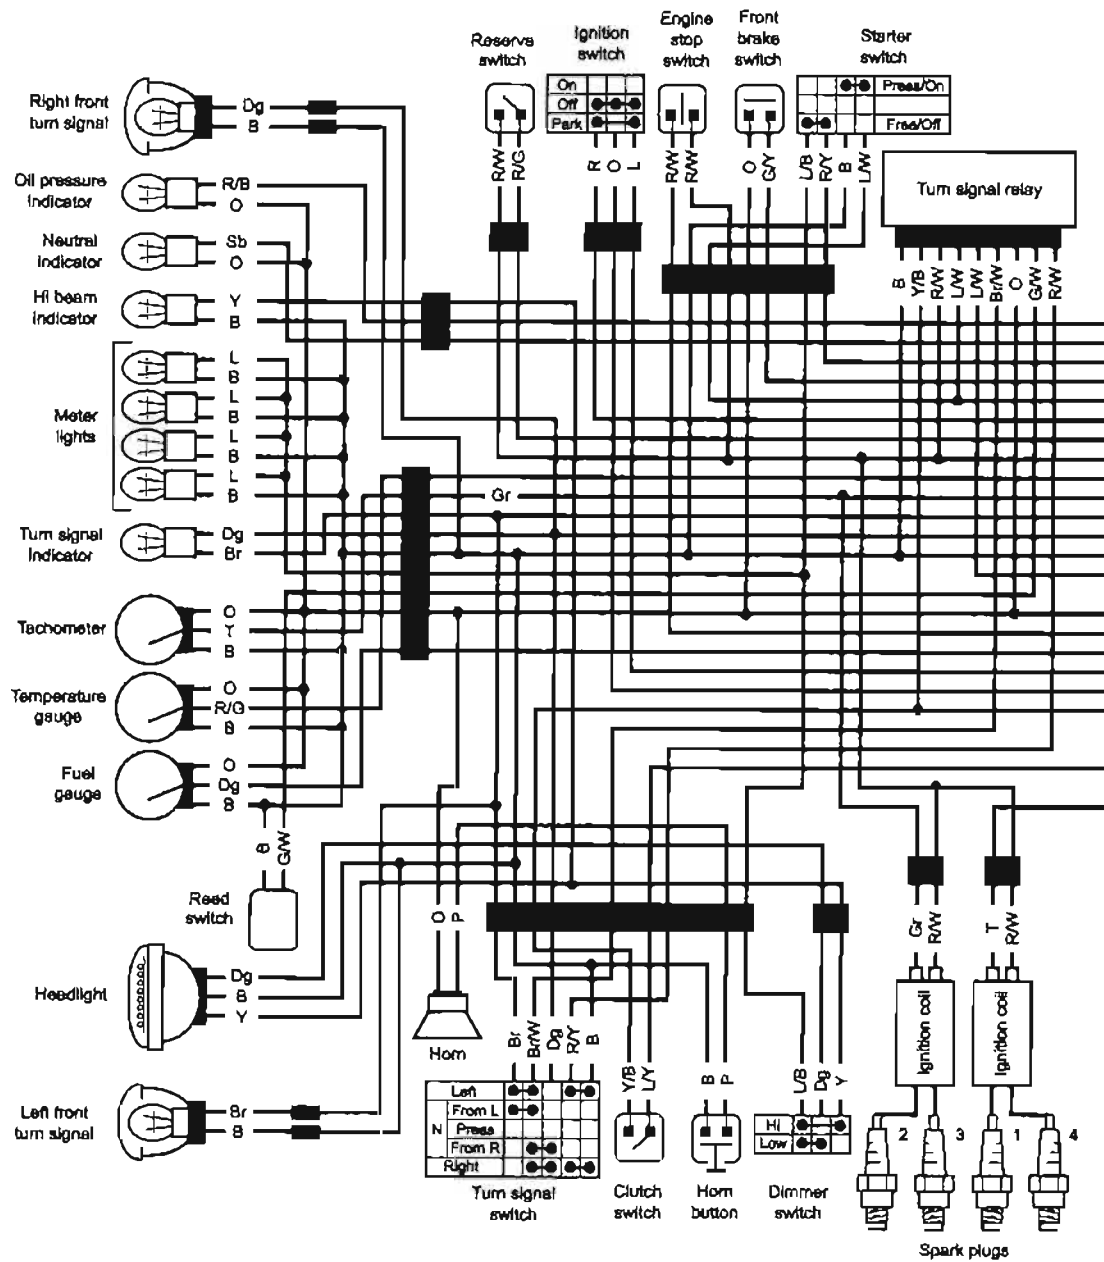 Reserve switch
Ignition switch
Engine stop switch
Front brake switch
Starter switch
On
Off
Park
Press/On
Free/Off
R/W
R/G
R
O
L
R/W
R/W
O
G/Y
L/B
R/Y
B
L/W
Turn signal relay
B
Y/B
R/W
L/W
L/W
Br/W
O
G/W
R/W
Right front turn signal
Dg
B
Oil pressure indicator
R/B
O
Neutral indicator
Sb
O
Hi beam indicator
Y
B
Meter lights
L
B
L
B
L
B
L
B
Gr
Turn signal indicator
Dg
Br
Tachometer
O
T
B
Temperature gauge
O
R/G
B
Fuel gauge
O
Dg
B
B
G/W
Reed switch
Headlight
Dg
B
Y
Left front turn signal
Br
B
O
P
Horn
Br
Br/W
Dg
R/Y
B
Left
From L
N
Press
From R
Right
Turn signal switch
Y/B
L/Y
Clutch switch
B
P
Horn button
L/B
Dg
Y
Hi
Low
Dimmer switch
Gr
R/W
T
R/W
Ignition coil
Ignition coil
2
3
1
4
Spark plugs